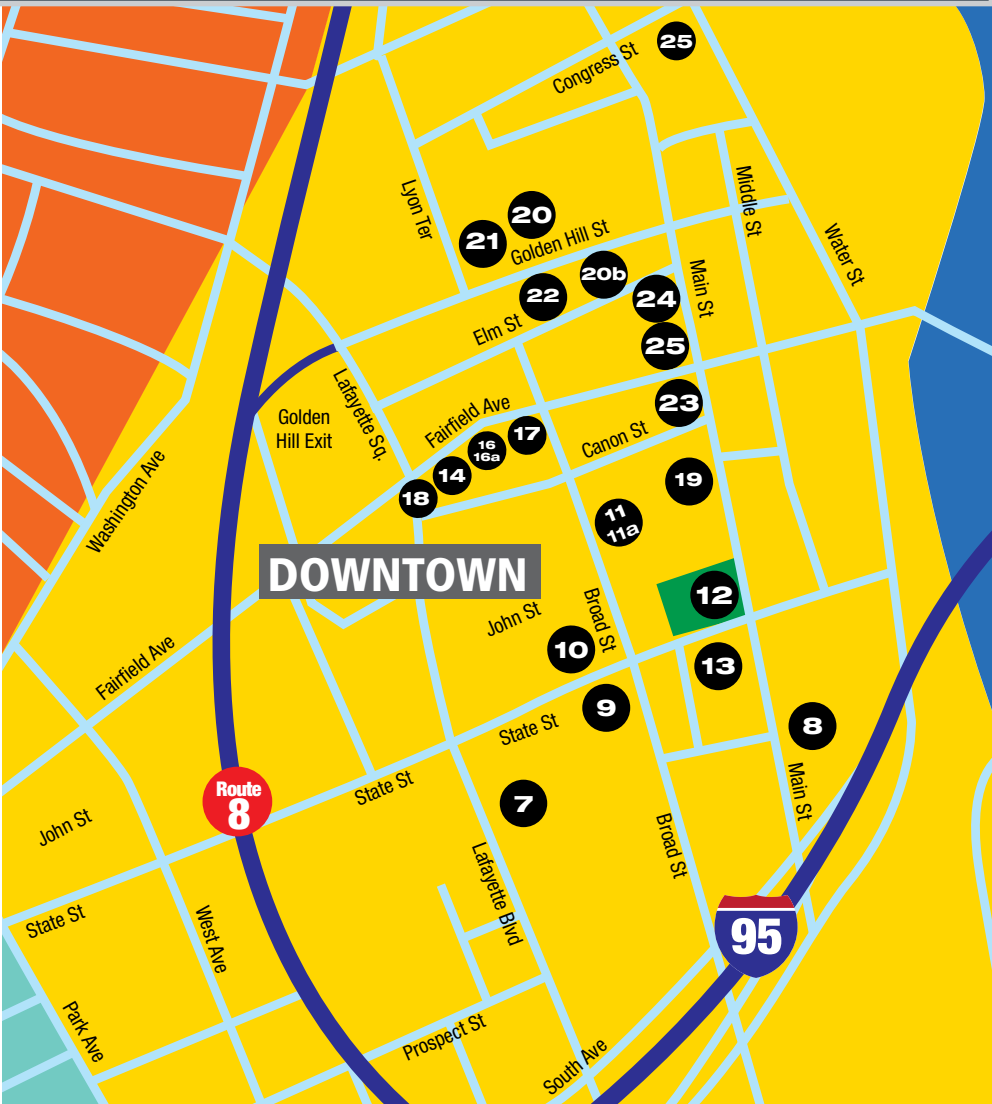 25
Congress St
Lyon Ter
Middle St
20
21
Golden Hill St
Water St
20b
22
24
Main St
Elm St
25
Lafayette Sq.
Golden
Hill Exit
23
Fairfield Ave
17
16
16a
Canon St
14
18
19
Washington Ave
11
11a
DOWNTOWN
12
John St
Broad St
10
13
Fairfield Ave
9
State St
8
Route
8
State St
7
Main St
John St
Broad St
Lafayette Blvd
State St
West Ave
95
Park Ave
Prospect St
South Ave